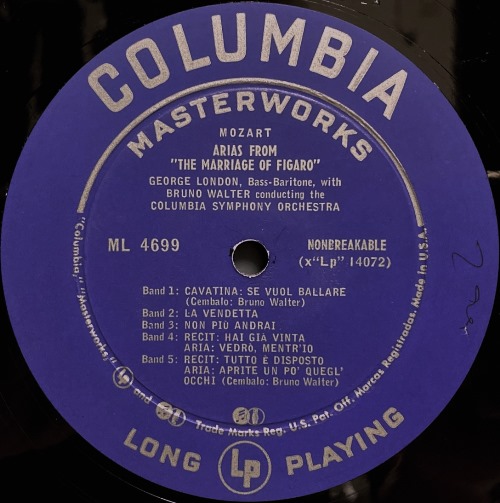 COLUMBIA
MASTERWORKS
MOZART
ARIAS FROM
"THE MARRIAGE OF FIGARO"
GEORGE LONDON, Bass-Baritone, with
BRUNO WALTER conducting the
COLUMBIA SYMPHONY ORCHESTRA
ML 4699
NONBREAKABLE
(x"Lp" 14072)
Band 1: CAVATINA: SE VUOL BALLARE
(Cembalo: Bruno Walter)
Band 2: LA VENDETTA
Band 3: NON PIÙ ANDRAI
Band 4: RECIT: HAI GIA VINTA
ARIA: VEDRÒ, MENTR'IO
Band 5: RECIT: TUTTO È DISPOSTO
ARIA: APRITE UN PO' QUEGL'
OCCHI (Cembalo: Bruno Walter)
"Columbia," "Masterworks," Lp and Trade Marks Reg. U.S. Pat. Off. Marcas Registradas. Made in U.S.A.
LONG Lp PLAYING